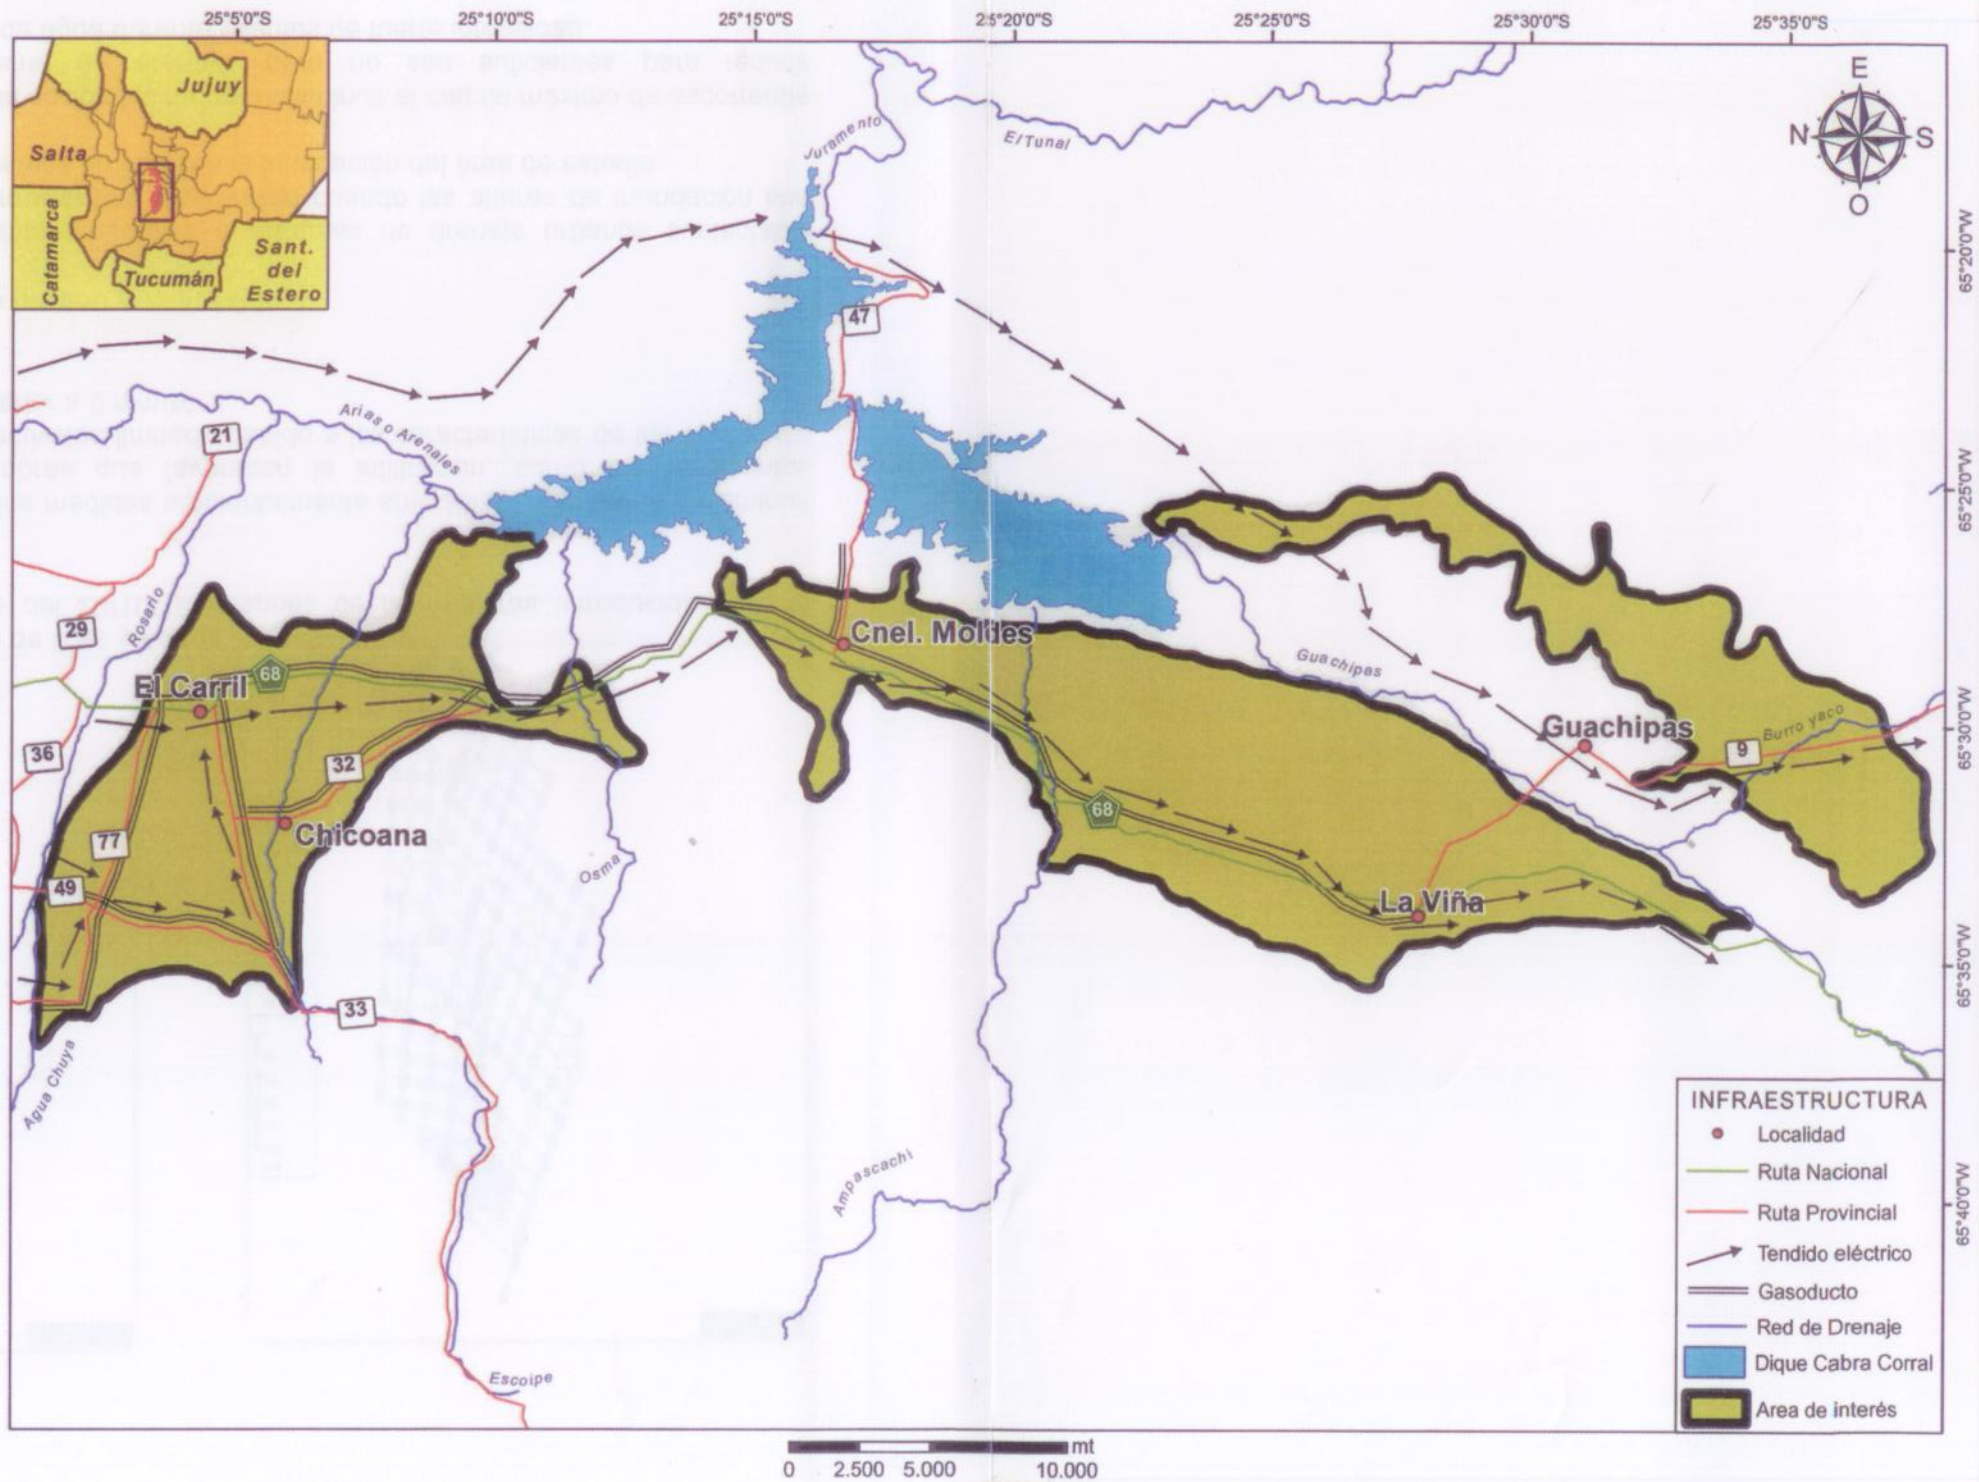 25°5'0"S
25°10'0"S
25°15'0"S
25°20'0"S
25°25'0"S
25°30'0"S
25°35'0"S
Jujuy
Salta
Catamarca
Tucumán
Sant.
del
Estero
E
N
S
O
Juramento
El Tunal
65°20'0"W
65°25'0"W
65°30'0"W
65°35'0"W
65°40'0"W
47
21
Arias o Arenales
29
Rosario
36
El Carril
68
32
77
49
Chicoana
Osma
33
Agua Chuya
Escoipe
Cnel. Moldes
Guachipas
Guachipas
9
Burro yaco
68
La Viña
Ampascachi
INFRAESTRUCTURA
Localidad
Ruta Nacional
Ruta Provincial
Tendido eléctrico
Gasoducto
Red de Drenaje
Dique Cabra Corral
Area de interés
mt
0 2.500 5.000 10.000